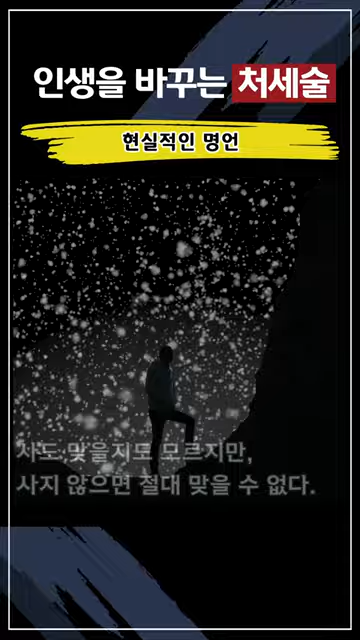 인생을 바꾸는 처세술
현실적인 명언
사도 맞을지도 모르지만,
사지 않으면 절대 맞을 수 없다.